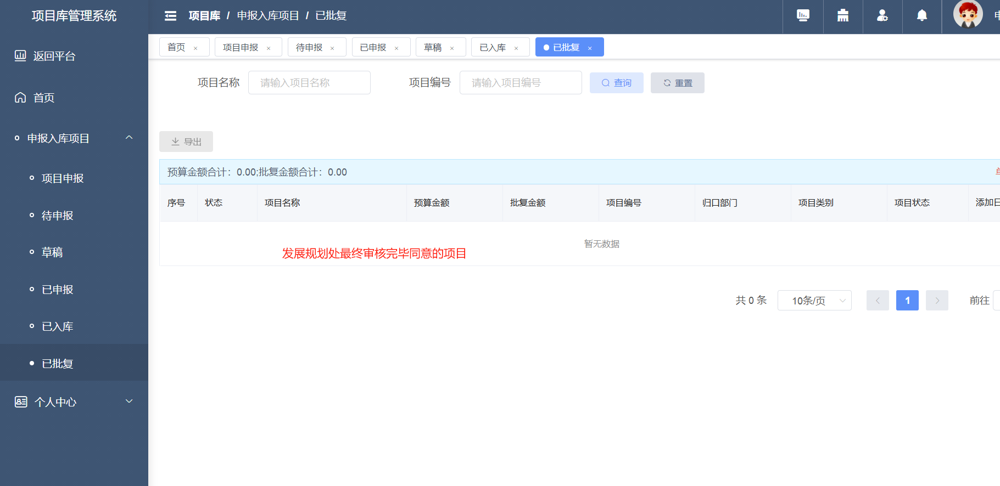 项目库管理系统
项目库 / 申报入库项目 / 已批复
返回平台
首页
申报入库项目
项目申报
待申报
草稿
已申报
已入库
已批复
个人中心
首页 × 项目申报 × 待申报 × 已申报 × 草稿 × 已入库 × 已批复 ×
项目名称 请输入项目名称 项目编号 请输入项目编号 查询 重置
导出
预算金额合计：0.00;批复金额合计：0.00
序号 状态 项目名称 预算金额 批复金额 项目编号 归口部门 项目类别 项目状态 添加日
暂无数据
发展规划处最终审核完毕同意的项目
共 0 条 10条/页 1 前往